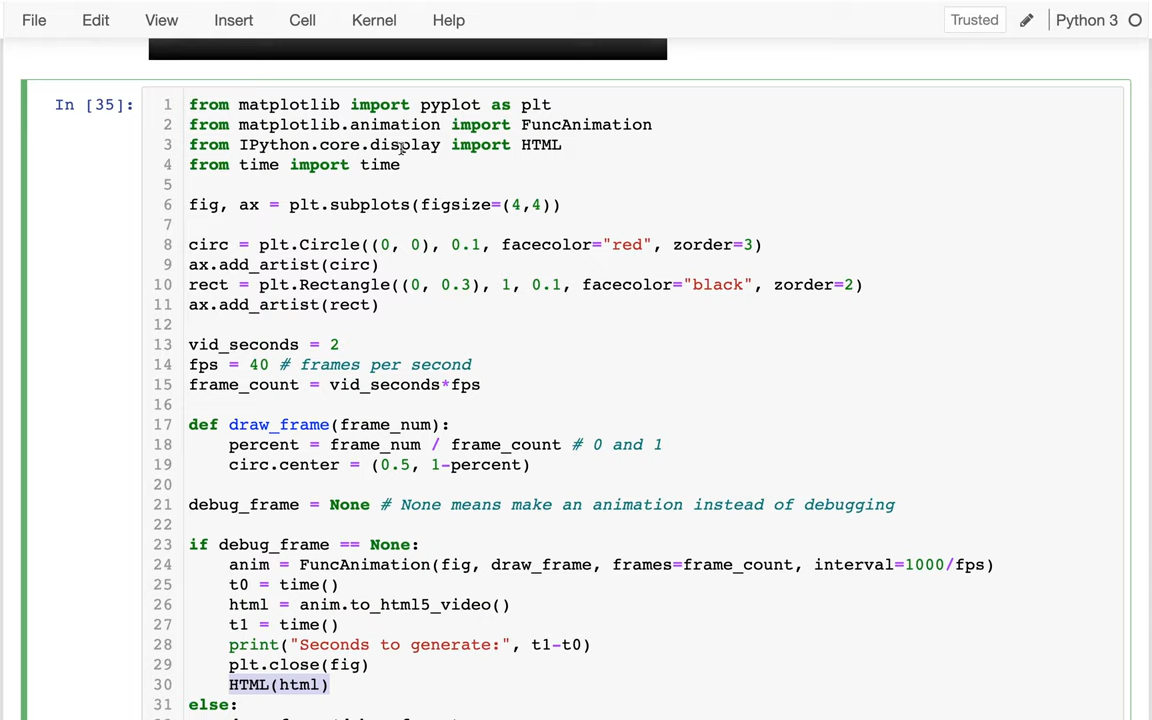 File Edit View Insert Cell Kernel Help Trusted Python 3
In [35]:
1 from matplotlib import pyplot as plt
2 from matplotlib.animation import FuncAnimation
3 from IPython.core.display import HTML
4 from time import time
5
6 fig, ax = plt.subplots(figsize=(4,4))
7
8 circ = plt.Circle((0, 0), 0.1, facecolor="red", zorder=3)
9 ax.add_artist(circ)
10 rect = plt.Rectangle((0, 0.3), 1, 0.1, facecolor="black", zorder=2)
11 ax.add_artist(rect)
12
13 vid_seconds = 2
14 fps = 40 # frames per second
15 frame_count = vid_seconds*fps
16
17 def draw_frame(frame_num):
18     percent = frame_num / frame_count # 0 and 1
19     circ.center = (0.5, 1-percent)
20
21 debug_frame = None # None means make an animation instead of debugging
22
23 if debug_frame == None:
24     anim = FuncAnimation(fig, draw_frame, frames=frame_count, interval=1000/fps)
25     t0 = time()
26     html = anim.to_html5_video()
27     t1 = time()
28     print("Seconds to generate:", t1-t0)
29     plt.close(fig)
30     HTML(html)
31 else: